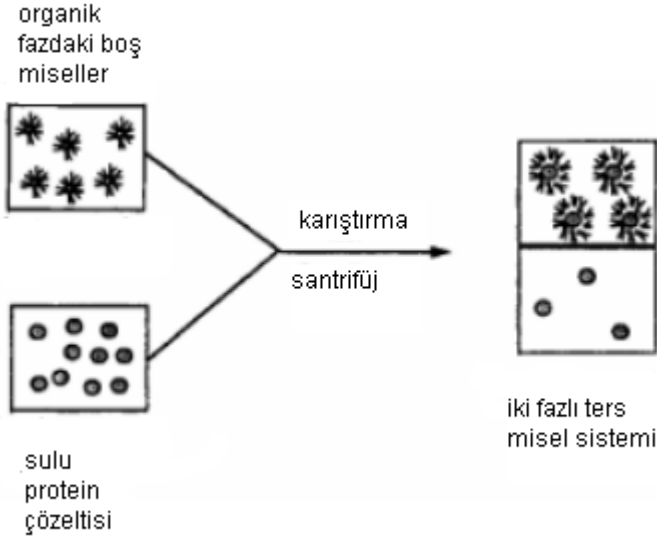 organik
fazdaki boş
miseller
karıştırma
santrifüj
sulu
protein
çözeltisi
iki fazlı ters
misel sistemi